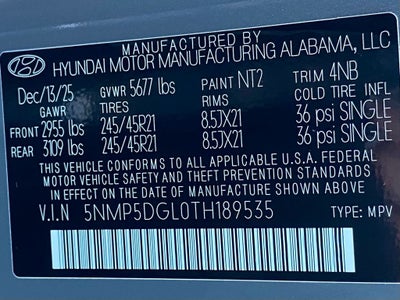 MANUFACTURED BY
HYUNDAI MOTOR MANUFACTURING ALABAMA, LLC
Dec/13/25 GVWR 5677 lbs PAINT NT2 TRIM 4NB
GAWR TIRES RIMS COLD TIRE INFL
FRONT 2955 lbs 245/45R21 8.5JX21 36 psi SINGLE
REAR 3109 lbs 245/45R21 8.5JX21 36 psi SINGLE
THIS VEHICLE CONFORMS TO ALL APPLICABLE U.S.A. FEDERAL
MOTOR VEHICLE SAFETY AND THEFT PREVENTION STANDARDS
IN EFFECT ON THE DATE OF MANUFACTURE SHOWN ABOVE.
V.I.N 5NMP5DGL0TH189535 TYPE: MPV